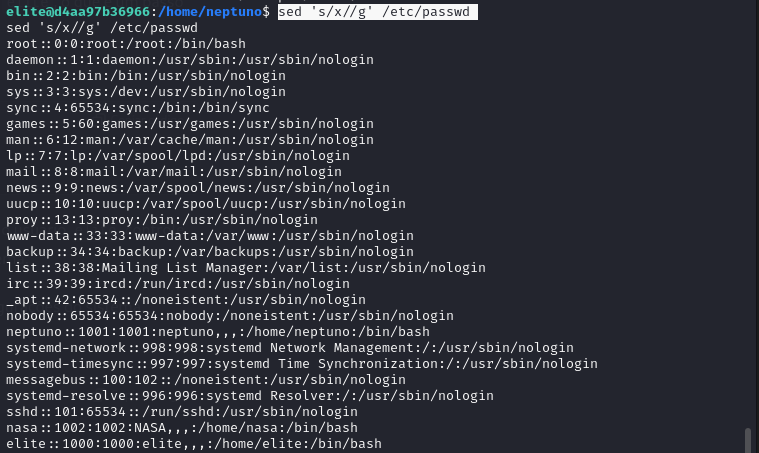 elite@d4aa97b36966:/home/neptuno$ sed 's/x//g' /etc/passwd
sed 's/x//g' /etc/passwd
root::0:0:root:/root:/bin/bash
daemon::1:1:daemon:/usr/sbin:/usr/sbin/nologin
bin::2:2:bin:/bin:/usr/sbin/nologin
sys::3:3:sys:/dev:/usr/sbin/nologin
sync::4:65534:sync:/bin:/bin/sync
games::5:60:games:/usr/games:/usr/sbin/nologin
man::6:12:man:/var/cache/man:/usr/sbin/nologin
lp::7:7:lp:/var/spool/lpd:/usr/sbin/nologin
mail::8:8:mail:/var/mail:/usr/sbin/nologin
news::9:9:news:/var/spool/news:/usr/sbin/nologin
uucp::10:10:uucp:/var/spool/uucp:/usr/sbin/nologin
proy::13:13:proy:/bin:/usr/sbin/nologin
www-data::33:33:www-data:/var/www:/usr/sbin/nologin
backup::34:34:backup:/var/backups:/usr/sbin/nologin
list::38:38:Mailing List Manager:/var/list:/usr/sbin/nologin
irc::39:39:ircd:/run/ircd:/usr/sbin/nologin
_apt::42:65534::/noneistent:/usr/sbin/nologin
nobody::65534:65534:nobody:/noneistent:/usr/sbin/nologin
neptuno::1001:1001:neptuno,,,:/home/neptuno:/bin/bash
systemd-network::998:998:systemd Network Management:/:/usr/sbin/nologin
systemd-timesync::997:997:systemd Time Synchronization:/:/usr/sbin/nologin
messagebus::100:102::/noneistent:/usr/sbin/nologin
systemd-resolve::996:996:systemd Resolver:/:/usr/sbin/nologin
sshd::101:65534::/run/sshd:/usr/sbin/nologin
nasa::1002:1002:NASA,,,:/home/nasa:/bin/bash
elite::1000:1000:elite,,,:/home/elite:/bin/bash